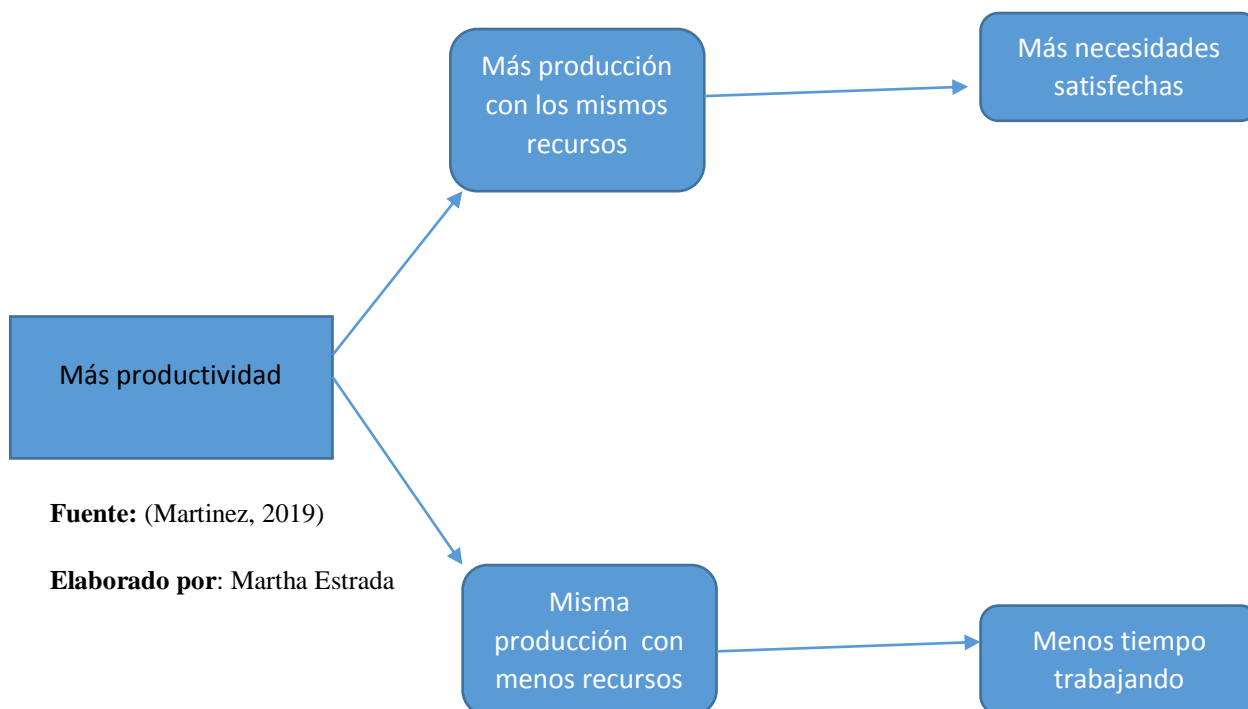 Más producción
con los mismos
recursos
Más necesidades
satisfechas
Más productividad
Fuente: (Martinez, 2019)
Elaborado por: Martha Estrada
Misma
producción  con
menos recursos
Menos tiempo
trabajando